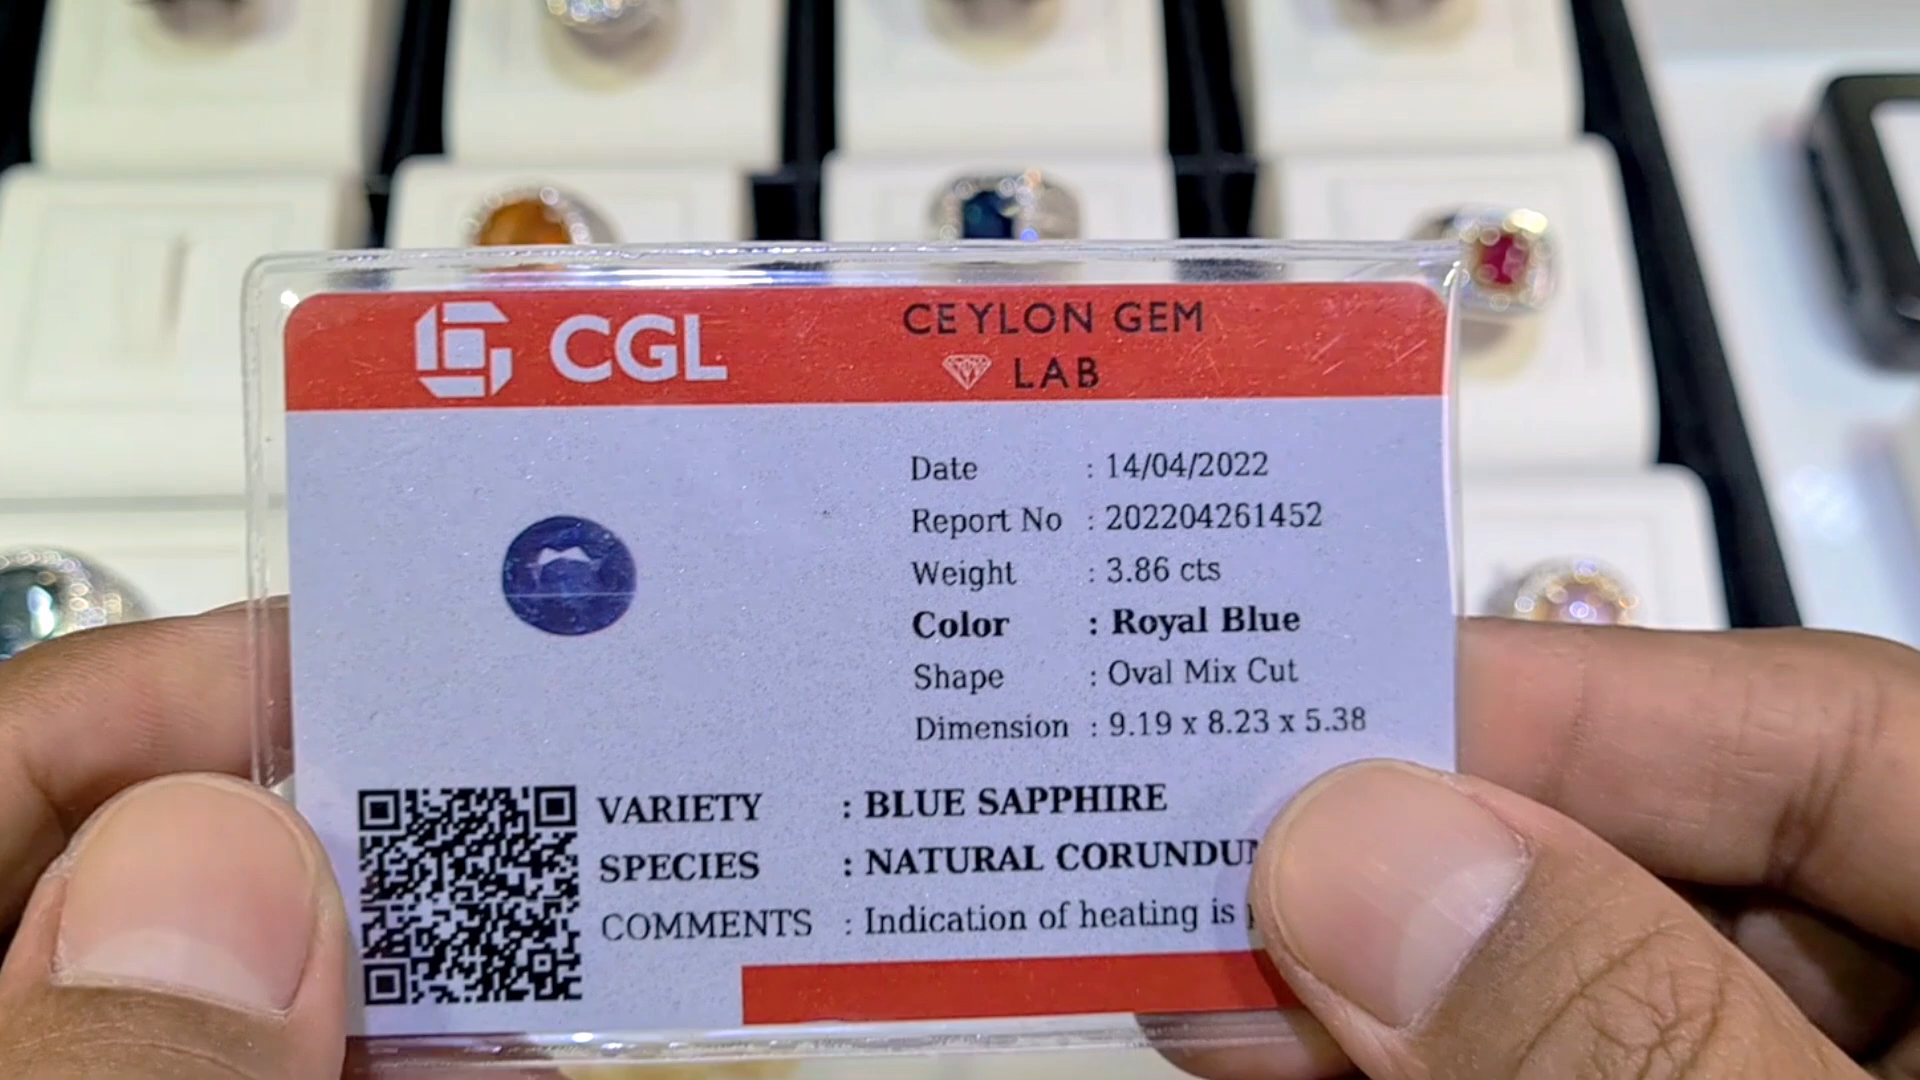 CGL
CEYLON GEM
LAB
Date : 14/04/2022
Report No : 202204261452
Weight : 3.86 cts
Color : Royal Blue
Shape : Oval Mix Cut
Dimension : 9.19 x 8.23 x 5.38
VARIETY : BLUE SAPPHIRE
SPECIES : NATURAL
COMMENTS : Indication of heating is